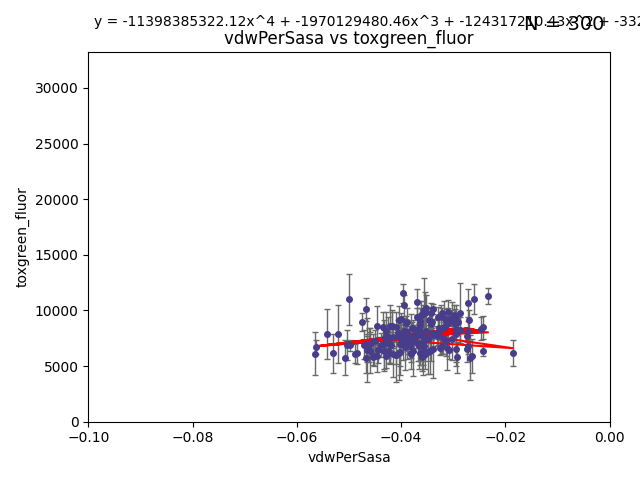 y = -11398385322.12x^4 + -1970129480.46x^3 + + -332
N = 300
vdwPerSasa vs toxgreen_fluor
toxgreen_fluor
30000
25000
20000
15000
10000
5000
0
−0.10 −0.08 −0.06 −0.04 −0.02 0.00
vdwPerSasa